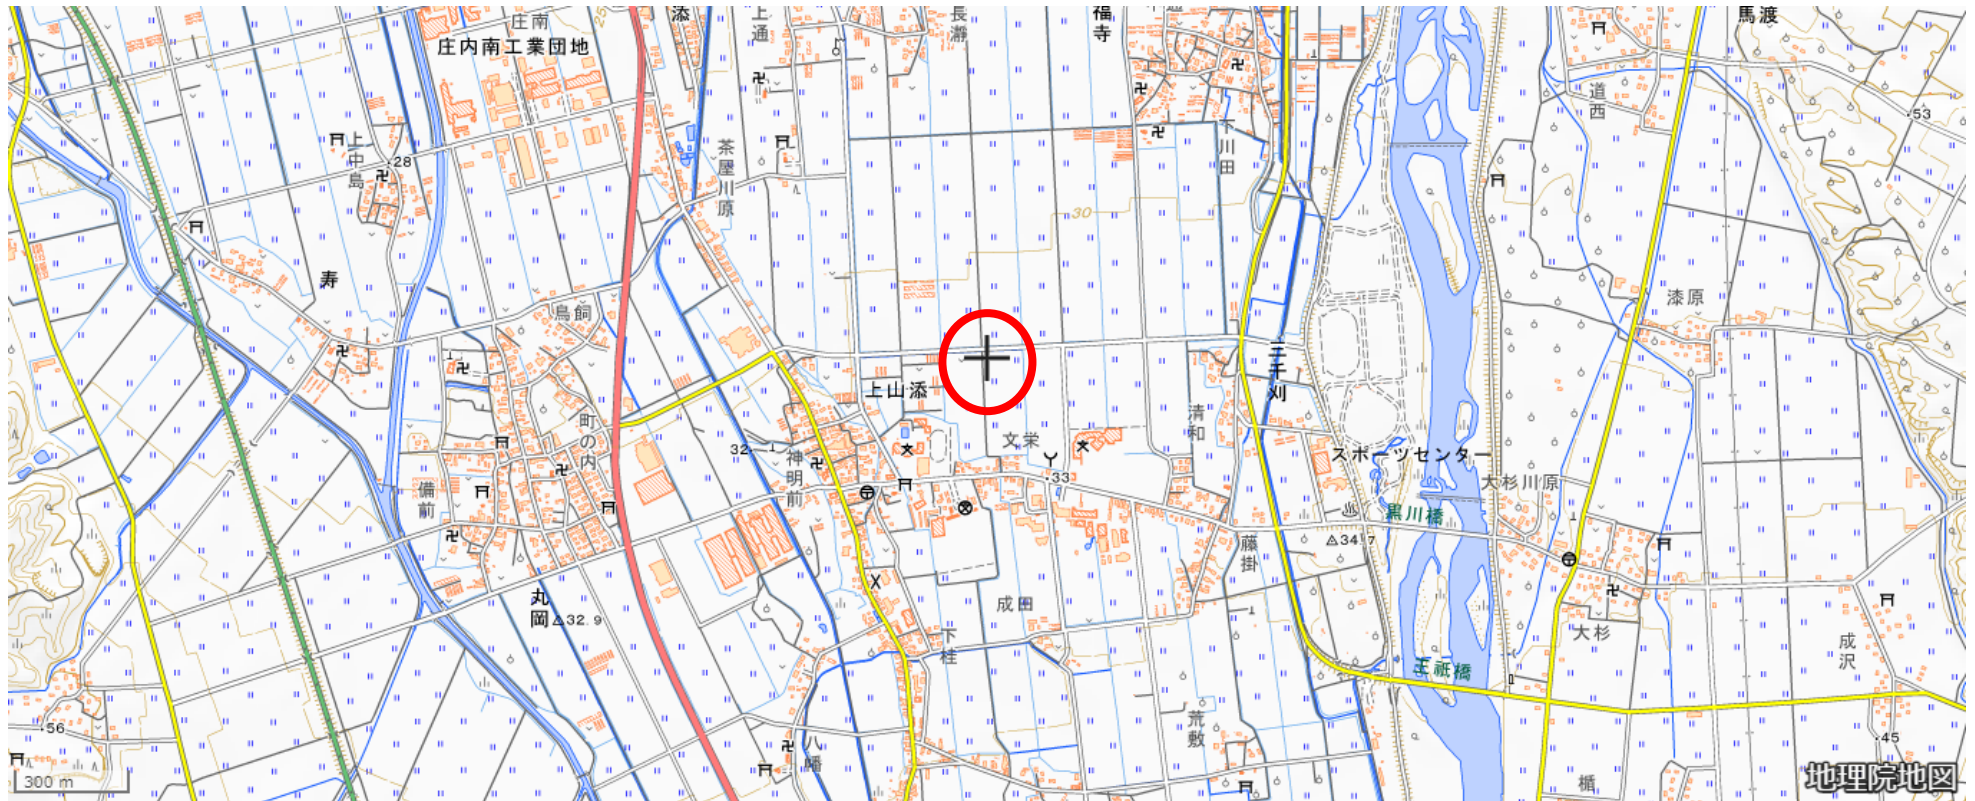 庄南
庄内南工業団地
25
添
上通
長瀞
福寺
馬渡
道西
53
上中島
28
茶屋川原
下川田
30
寿
鳥飼
漆原
三千刈
上山添
町の内
清和
文栄
32
神明前
スポーツセンター
33
大杉川原
備前
黒川橋
藤掛
34.7
丸岡
32.9
成田
大杉
下桂
成沢
王祇橋
荒敷
56
八幡
45
楯
300 m
地理院地図